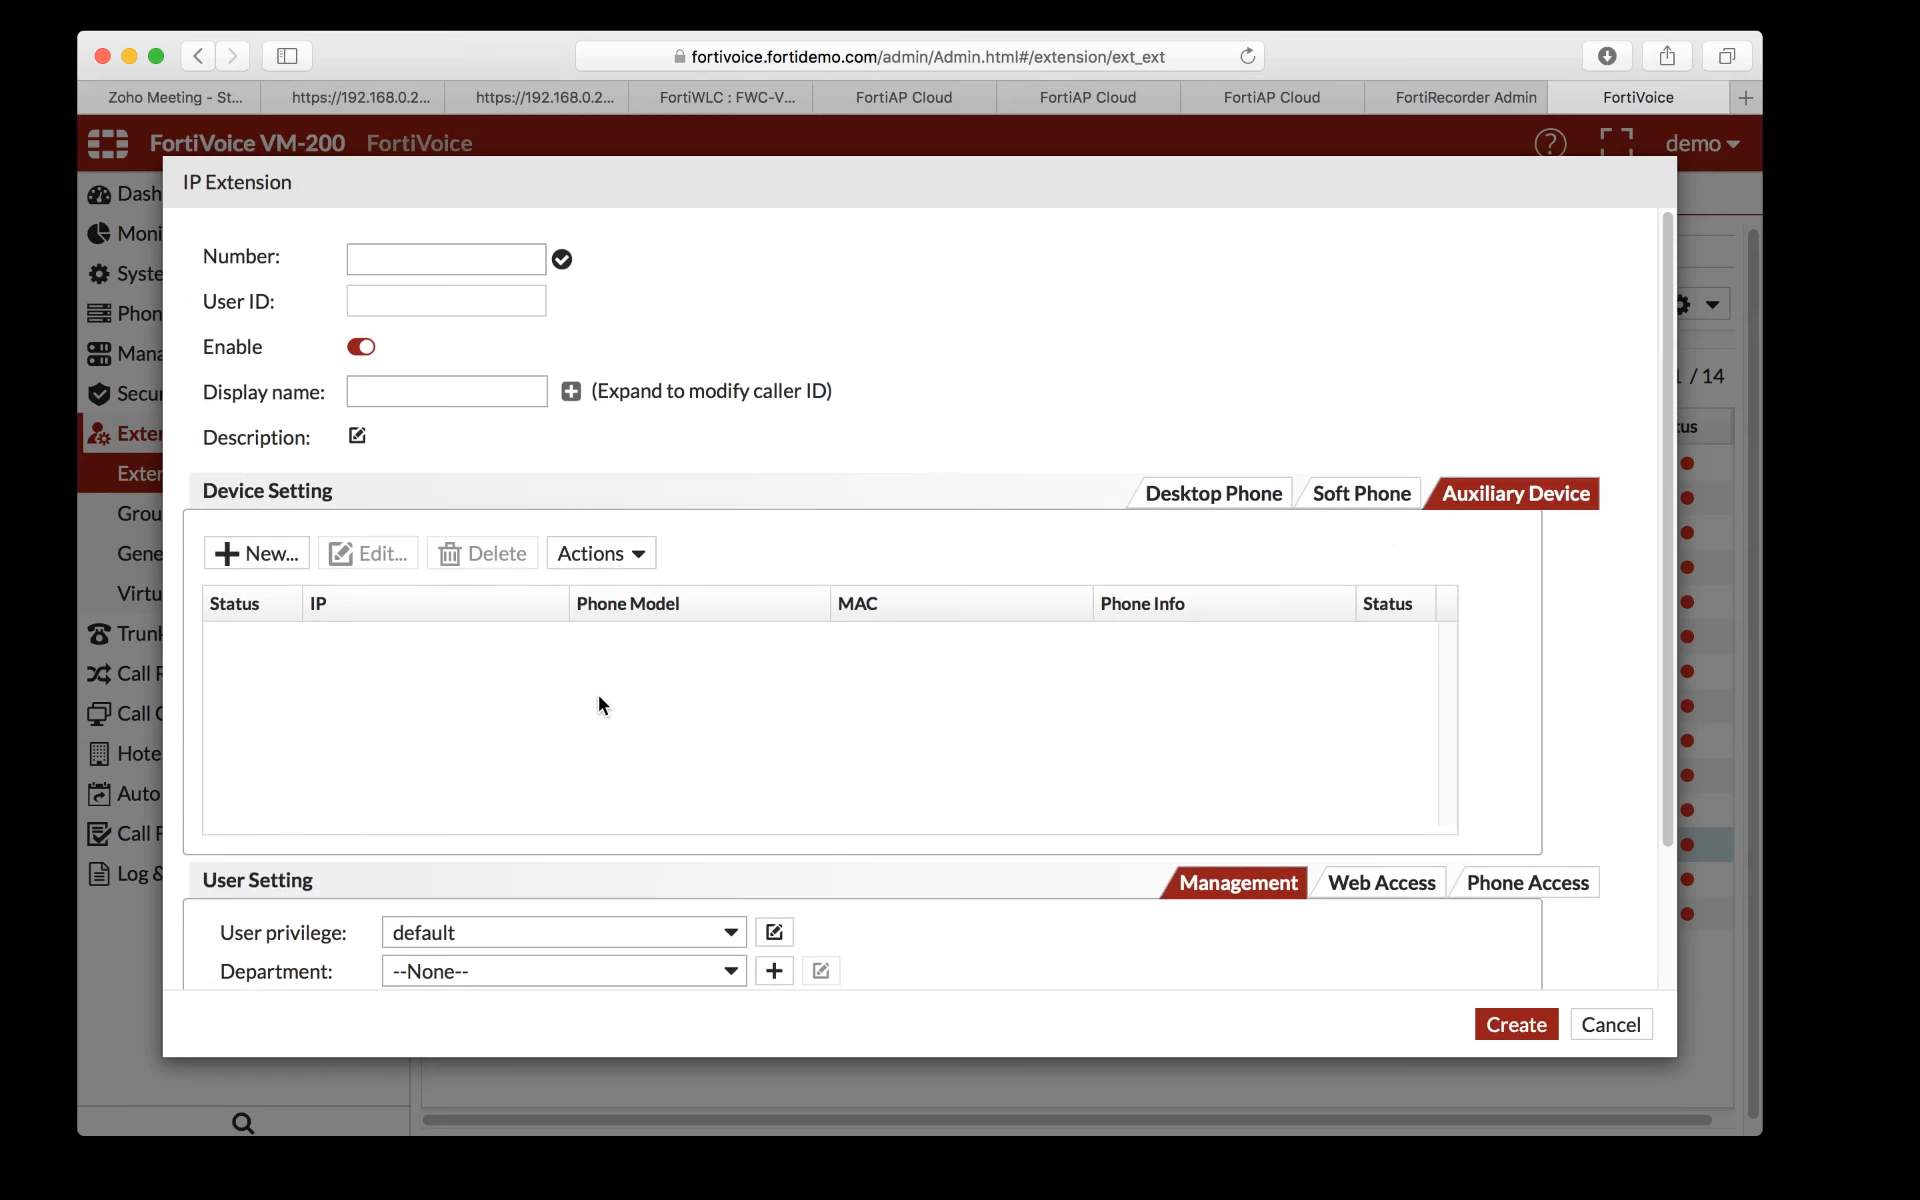 fortivoice.fortidemo.com/admin/Admin.html#/extension/ext_ext
Zoho Meeting - St... https://192.168.0.2... https://192.168.0.2... FortiWLC : FWC-V... FortiAP Cloud FortiAP Cloud FortiAP Cloud FortiRecorder Admin FortiVoice
FortiVoice VM-200 FortiVoice ? demo
IP Extension
Dash
Moni
Syste
Phon
Mana
Secur
Exter
Exter
Grou
Gene
Virtu
Trunk
Call R
Call
Hote
Auto
Call F
Log &
Number:
User ID:
Enable
Display name: (Expand to modify caller ID)
Description:
/ 14
tus
Device Setting Desktop Phone Soft Phone Auxiliary Device
New... Edit... Delete Actions
Status IP Phone Model MAC Phone Info Status
User Setting Management Web Access Phone Access
User privilege: default
Department: --None--
Create Cancel